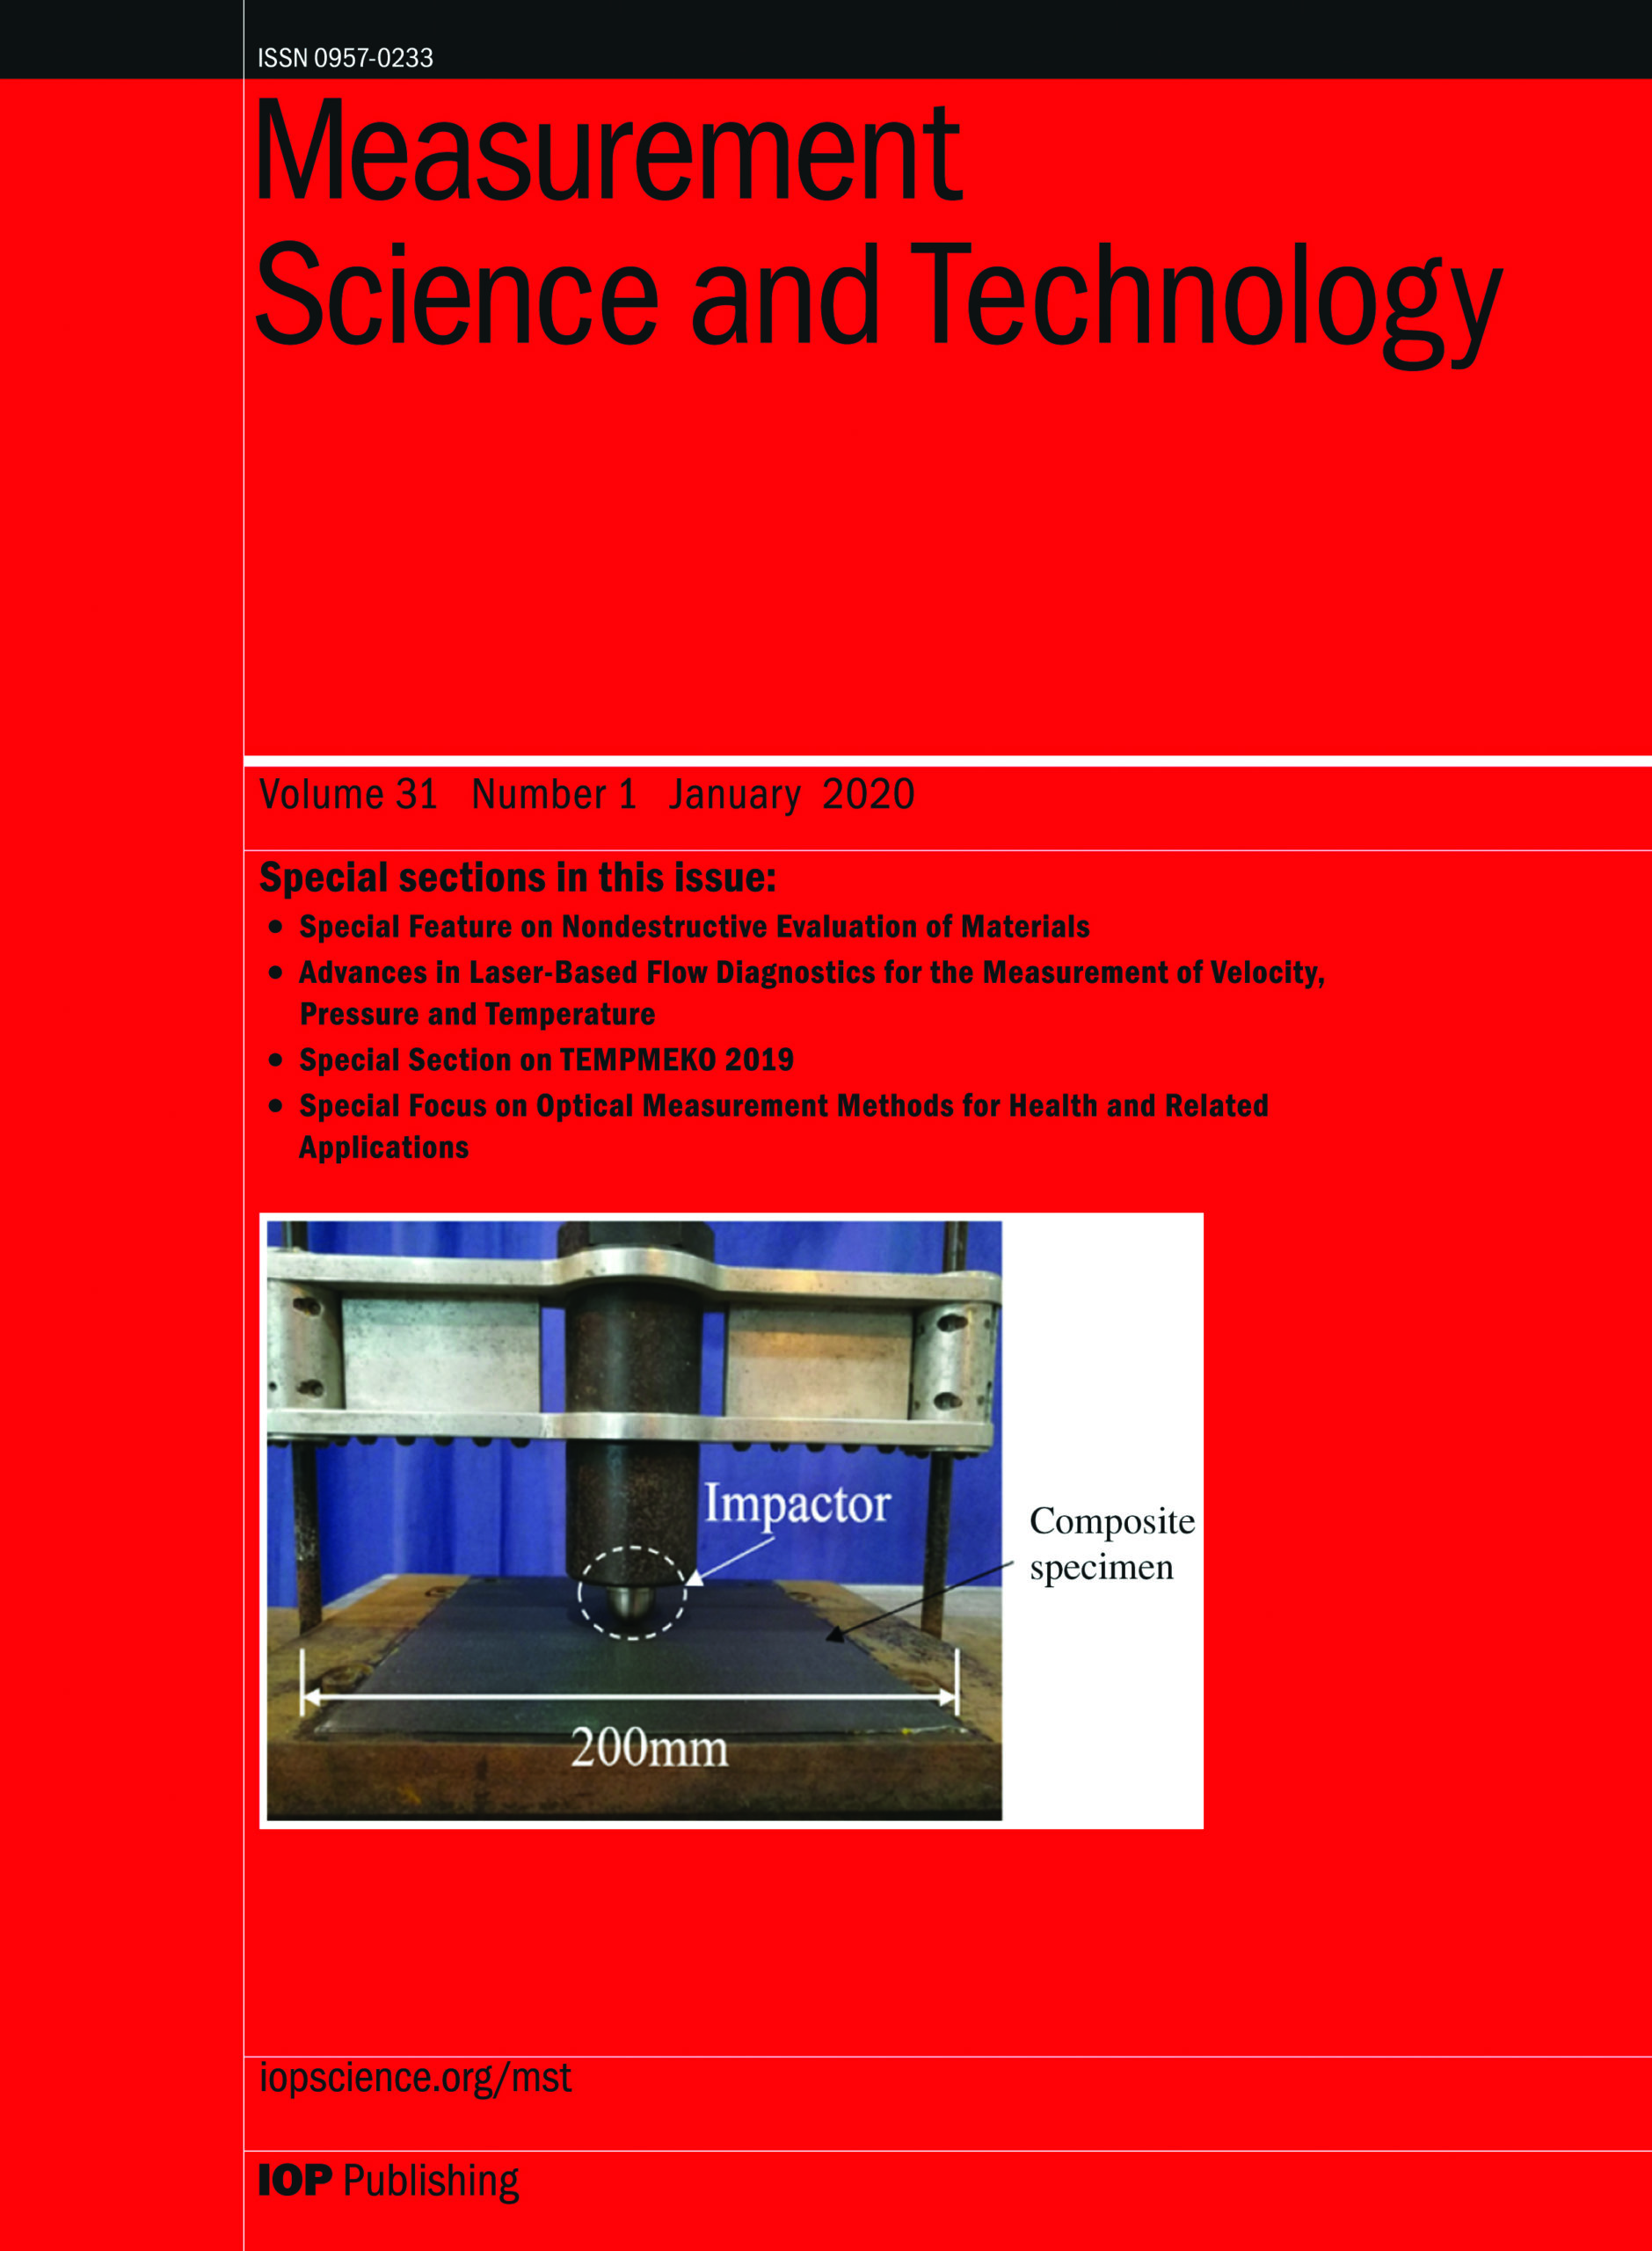 ISSN 0957-0233
Measurement
Science and Technology
Volume 31 Number 1 January 2020
Special sections in this issue:
• Special Feature on Nondestructive Evaluation of Materials
• Advances in Laser-Based Flow Diagnostics for the Measurement of Velocity,
Pressure and Temperature
• Special Section on TEMPMEKO 2019
• Special Focus on Optical Measurement Methods for Health and Related
Applications
Impactor
Composite
specimen
200mm
iopscience.org/mst
IOP Publishing